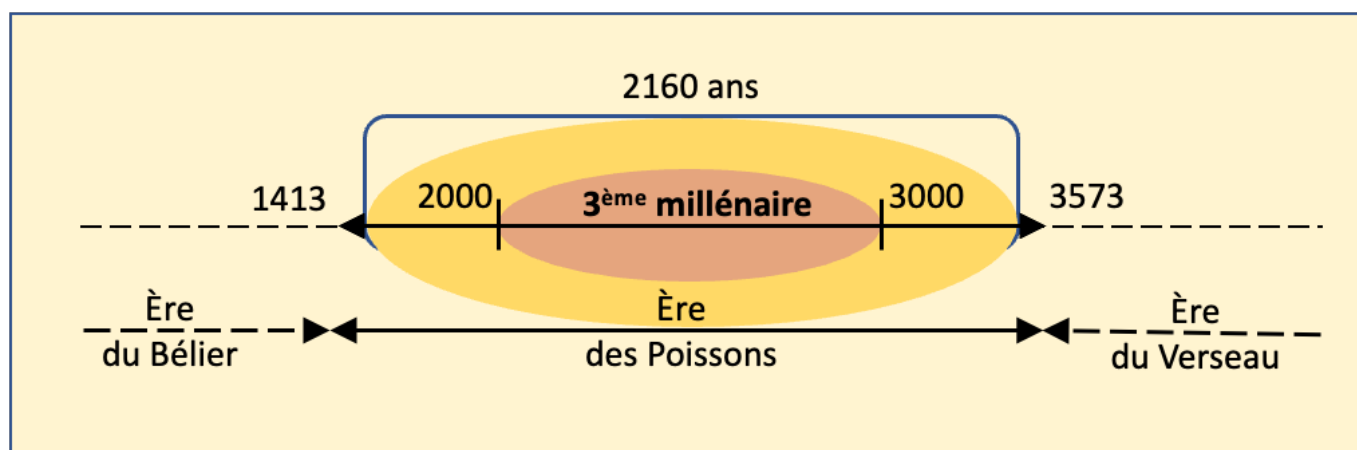 2160 ans
1413 2000 3ème millénaire 3000 3573
Ère Ère Ère
du Bélier des Poissons du Verseau